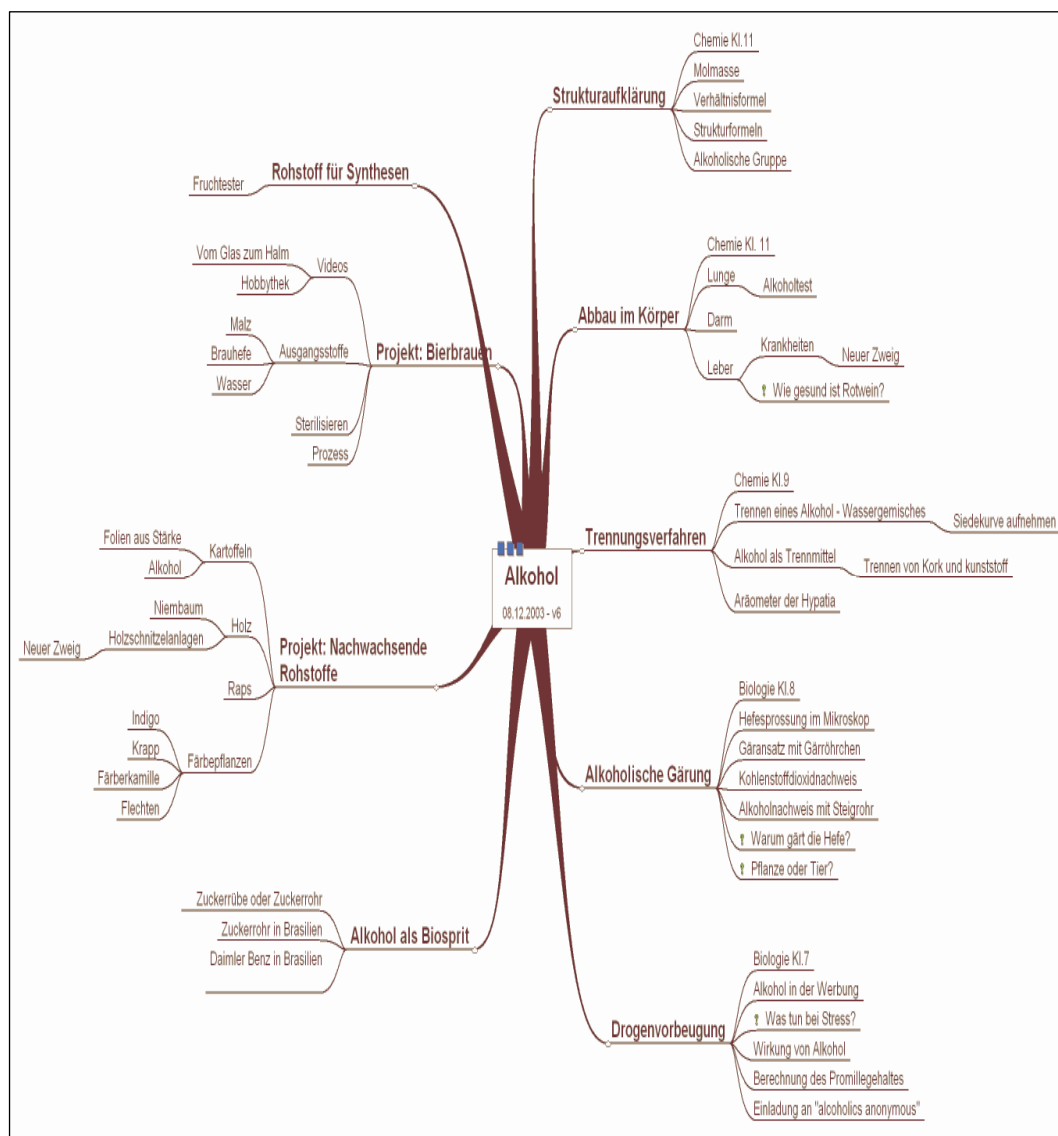 Alkohol
08.12.2003 - v6
Strukturaufklärung
Chemie Kl.11
Molmasse
Verhältnisformel
Strukturformeln
Alkoholische Gruppe
Abbau im Körper
Chemie Kl. 11
Lunge
Alkoholtest
Darm
Leber
Krankheiten
Neuer Zweig
Wie gesund ist Rotwein?
Trennungsverfahren
Chemie Kl.9
Trennen eines Alkohol - Wassergemisches
Siedekurve aufnehmen
Alkohol als Trennmittel
Trennen von Kork und kunststoff
Aräometer der Hypatia
Alkoholische Gärung
Biologie Kl.8
Hefesprossung im Mikroskop
Gäransatz mit Gärröhrchen
Kohlenstoffdioxidnachweis
Alkoholnachweis mit Steigrohr
Warum gärt die Hefe?
Pflanze oder Tier?
Drogenvorbeugung
Biologie Kl.7
Alkohol in der Werbung
Was tun bei Stress?
Wirkung von Alkohol
Berechnung des Promillegehaltes
Einladung an "alcoholics anonymous"
Rohstoff für Synthesen
Fruchtester
Projekt: Bierbrauen
Videos
Vom Glas zum Halm
Hobbythek
Ausgangsstoffe
Malz
Brauhefe
Wasser
Sterilisieren
Prozess
Projekt: Nachwachsende
Rohstoffe
Kartoffeln
Folien aus Stärke
Alkohol
Holz
Niembaum
Holzschnitzelanlagen
Neuer Zweig
Raps
Färbepflanzen
Indigo
Krapp
Färberkamille
Flechten
Alkohol als Biosprit
Zuckerrübe oder Zuckerrohr
Zuckerrohr in Brasilien
Daimler Benz in Brasilien